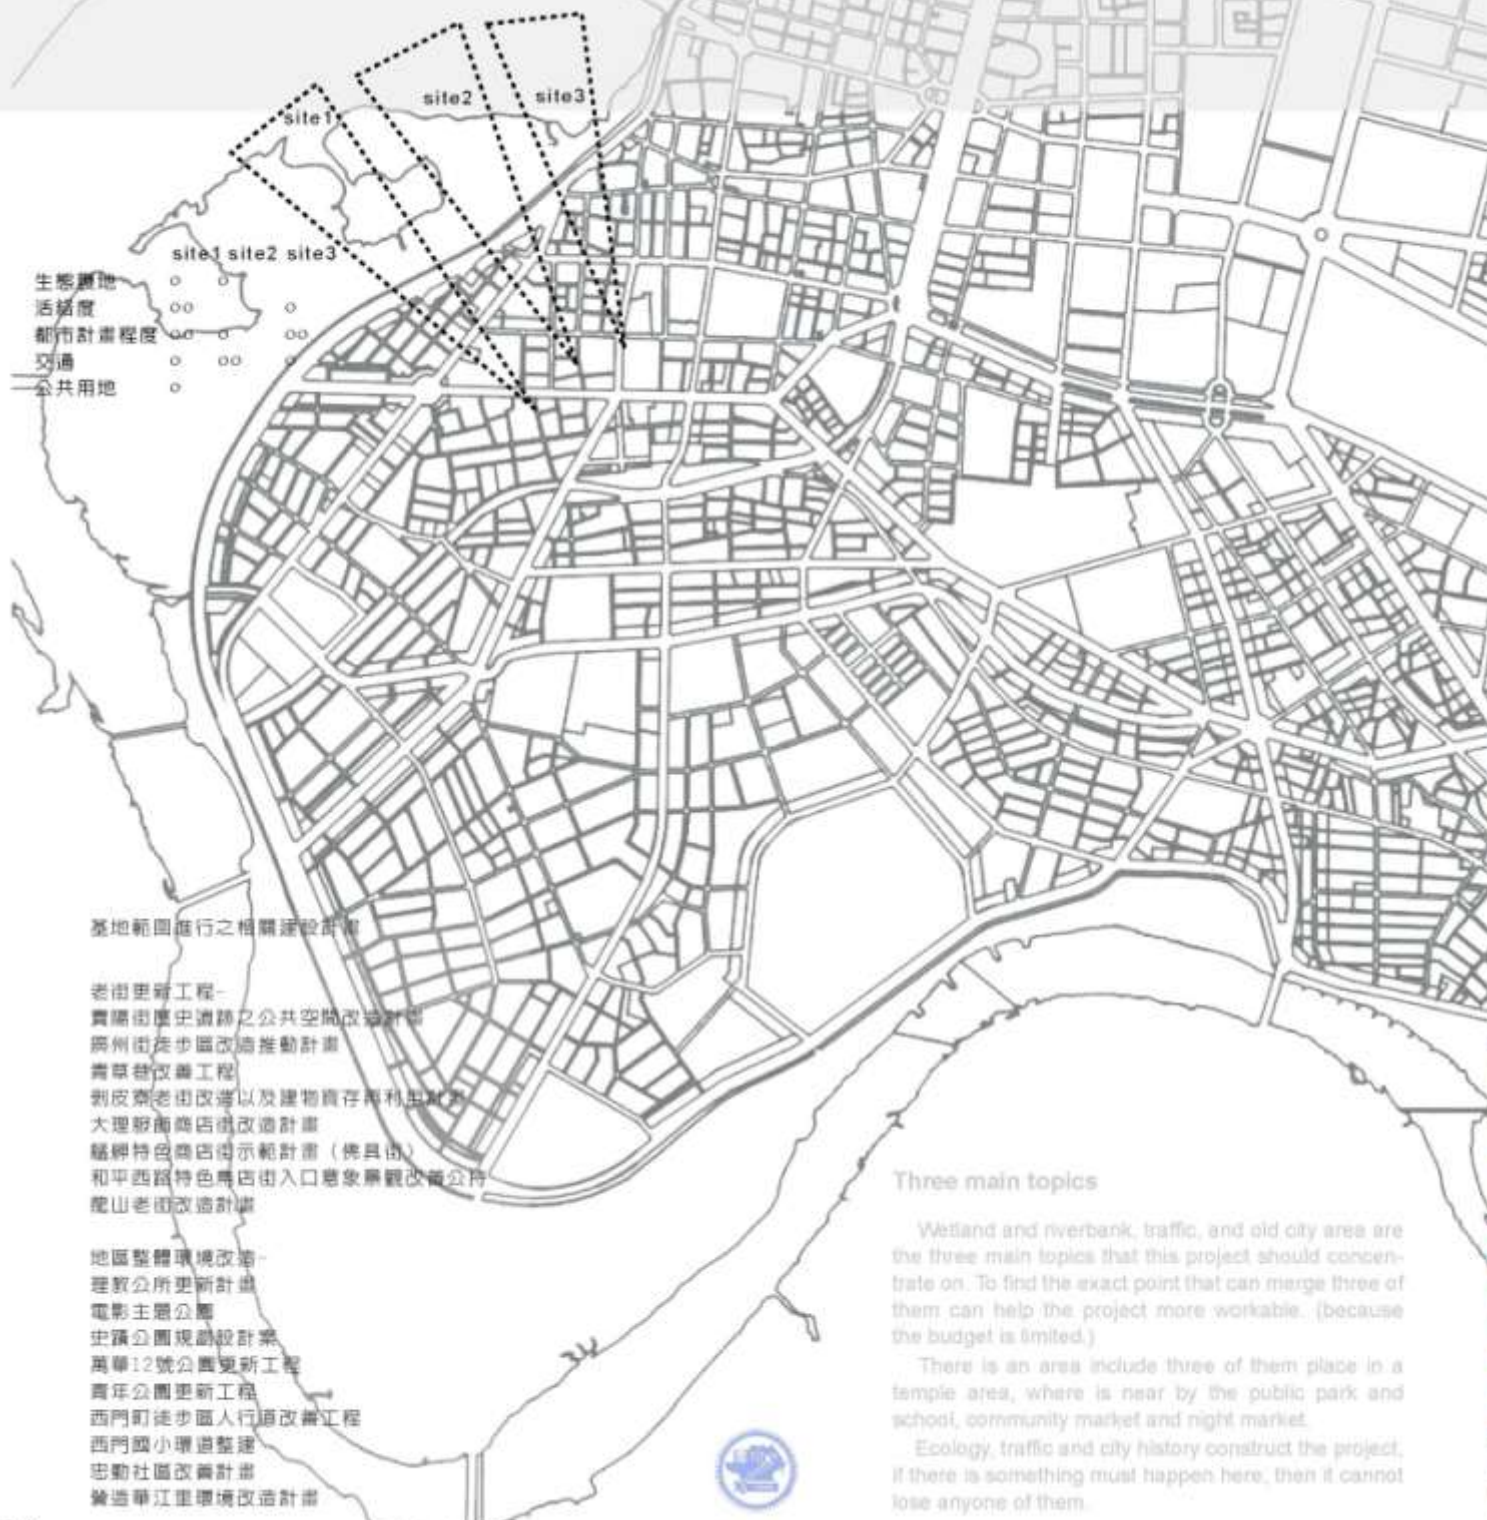 site1
site2
site3
site1 site2 site3
生態濕地 ○ ○
活絡度 ○○ ○
都市計畫程度 ○○ ○ ○○
交通 ○ ○○ ○
公共用地 ○
基地範圍進行之相關建設計畫
老街更新工程-
貴陽街歷史遺跡之公共空間改造計畫
廣州街徒步區改造推動計畫
青草巷改善工程
剝皮寮老街改造以及建物資存再利用計畫
大理服飾商店街改造計畫
艋舺特色商店街示範計畫（佛具街）
和平西路特色鳥店街入口意象景觀改善公共
龍山老街改造計畫
地區整體環境改造-
理教公所更新計畫
電影主題公園
史蹟公園規劃設計案
萬華12號公園更新工程
青年公園更新工程
西門町徒步區人行道改善工程
西門國小環道整建
忠勤社區改善計畫
營造華江里環境改造計畫
Three main topics
Wetland and riverbank, traffic, and old city area are
the three main topics that this project should concen-
trate on. To find the exact point that can merge three of
them can help the project more workable. (because
the budget is limited.)
There is an area include three of them place in a
temple area, where is near by the public park and
school, community market and night market.
Ecology, traffic and city history construct the project,
if there is something must happen here, then it cannot
lose anyone of them.